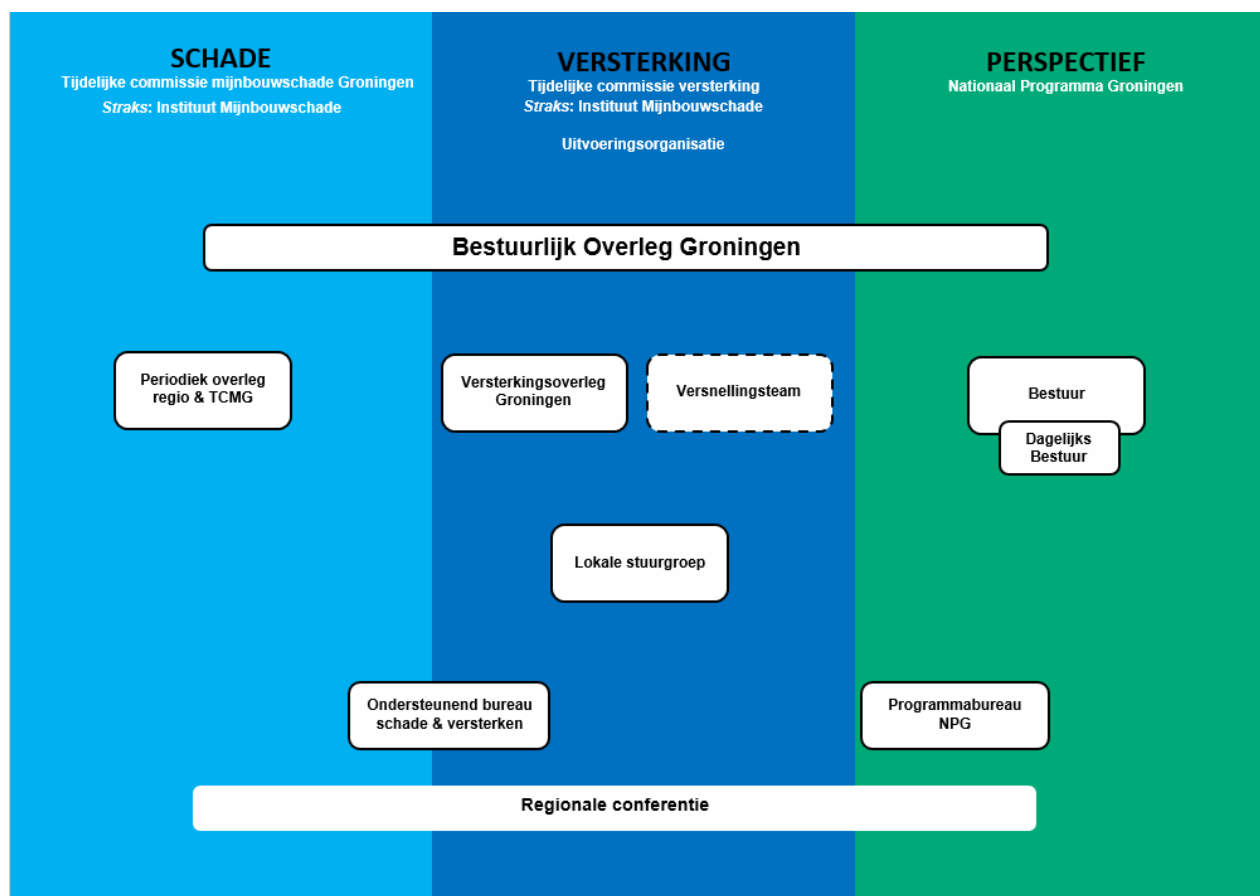 SCHADE
Tijdelijke commissie mijnbouwschade Groningen
Straks: Instituut Mijnbouwschade
VERSTERKING
Tijdelijke commissie versterking
Straks: Instituut Mijnbouwschade
Uitvoeringsorganisatie
PERSPECTIEF
Nationaal Programma Groningen
Bestuurlijk Overleg Groningen
Periodiek overleg
regio & TCMG
Versterkingsoverleg
Groningen
Versnellingsteam
Bestuur
Dagelijks
Bestuur
Lokale stuurgroep
Ondersteunend bureau
schade & versterken
Programmabureau
NPG
Regionale conferentie